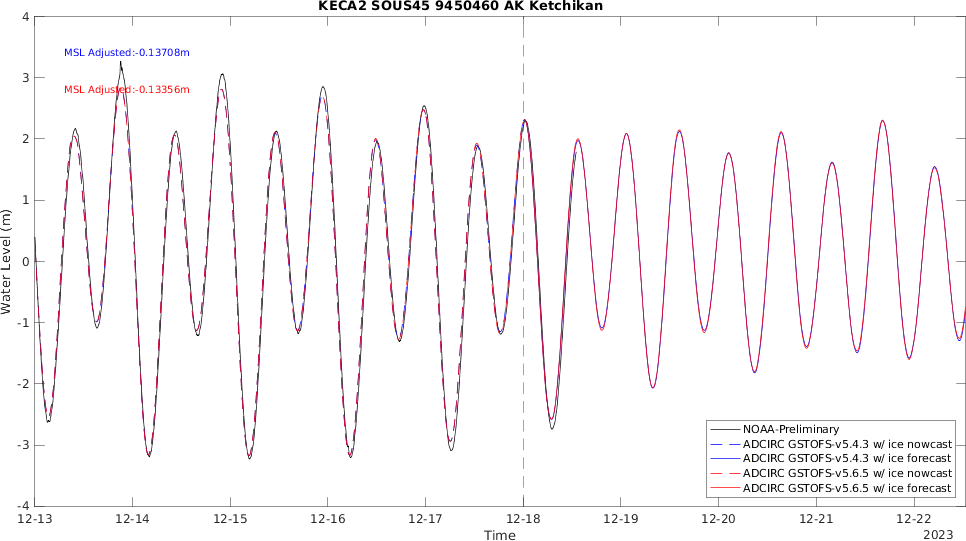 KECA2 SOUS45 9450460 AK Ketchikan
MSL Adjusted:-0.13708m
MSL Adjusted:-0.13356m
Water Level (m)
4
3
2
1
0
-1
-2
-3
-4
NOAA-Preliminary
ADCIRC GSTOFS-v5.4.3 w/ ice nowcast
ADCIRC GSTOFS-v5.4.3 w/ ice forecast
ADCIRC GSTOFS-v5.6.5 w/ ice nowcast
ADCIRC GSTOFS-v5.6.5 w/ ice forecast
12-13 12-14 12-15 12-16 12-17 12-18 12-19 12-20 12-21 12-22
Time
2023